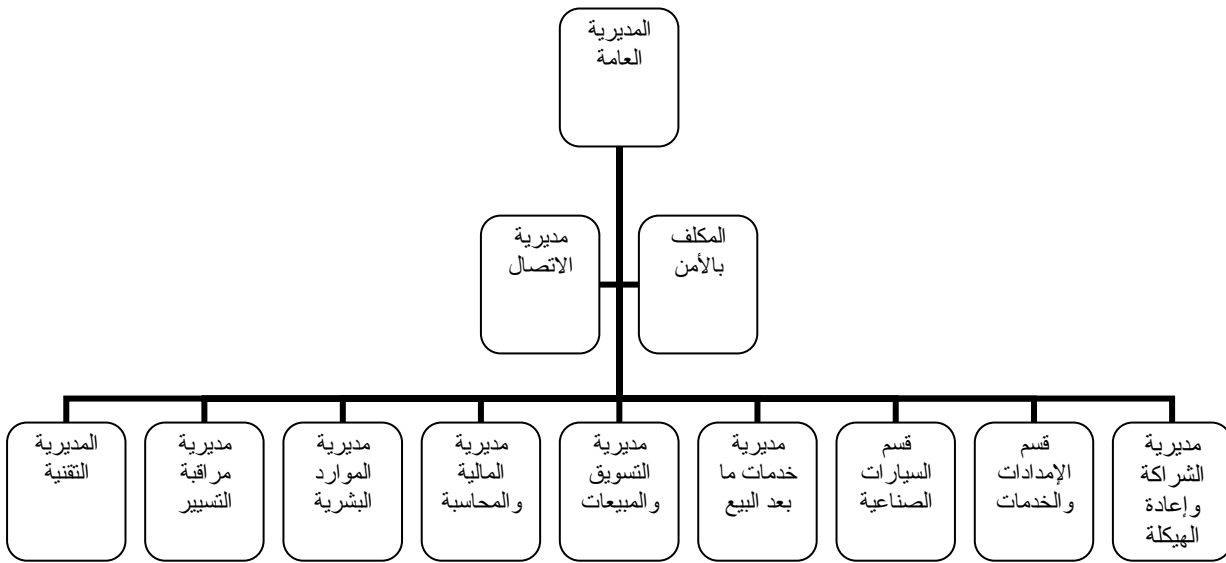 المديرية
العامة
المكلف
بالأمن
مديرية
الاتصال
مديرية
الشراكة
وإعادة
الهيكلة
قسم
الإمدادات
والخدمات
قسم
السيارات
الصناعية
مديرية
خدمات ما
بعد البيع
مديرية
التسويق
والمبيعات
مديرية
المالية
والمحاسبة
مديرية
الموارد
البشرية
مديرية
مراقبة
التسيير
المديرية
التقنية